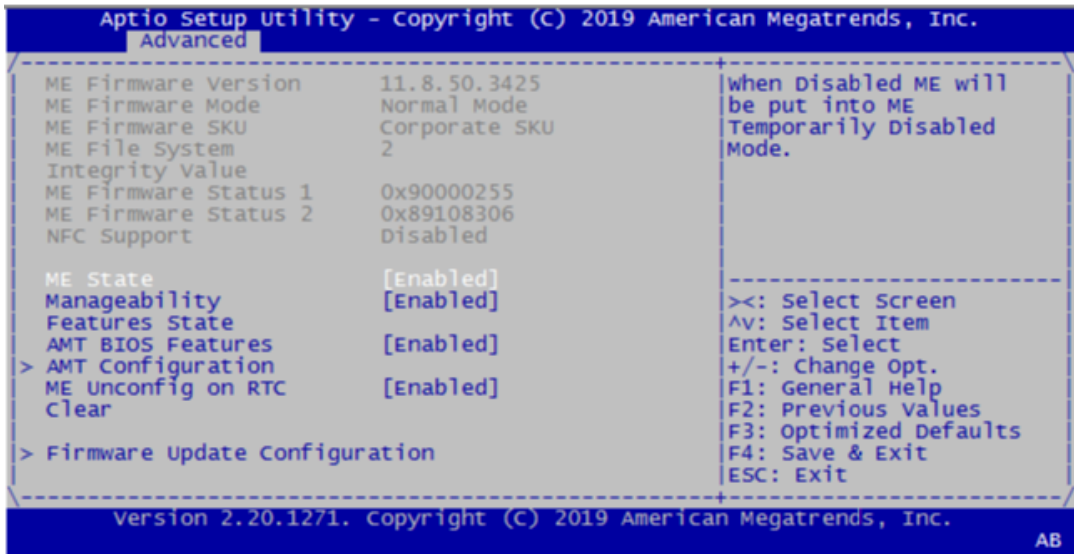 Aptio Setup Utility - Copyright (C) 2019 American Megatrends, Inc.
Advanced
ME Firmware Version 11.8.50.3425
ME Firmware Mode Normal Mode
ME Firmware SKU Corporate SKU
ME File System 2
Integrity Value
ME Firmware Status 1 0x90000255
ME Firmware Status 2 0x89108306
NFC Support Disabled
ME State [Enabled]
Manageability [Enabled]
Features State
AMT BIOS Features [Enabled]
> AMT Configuration
ME Unconfig on RTC [Enabled]
Clear
> Firmware Update Configuration
When Disabled ME will
be put into ME
Temporarily Disabled
Mode.
><: Select Screen
^v: Select Item
Enter: Select
+/-: Change Opt.
F1: General Help
F2: Previous Values
F3: Optimized Defaults
F4: Save & Exit
ESC: Exit
Version 2.20.1271. Copyright (C) 2019 American Megatrends, Inc.
AB